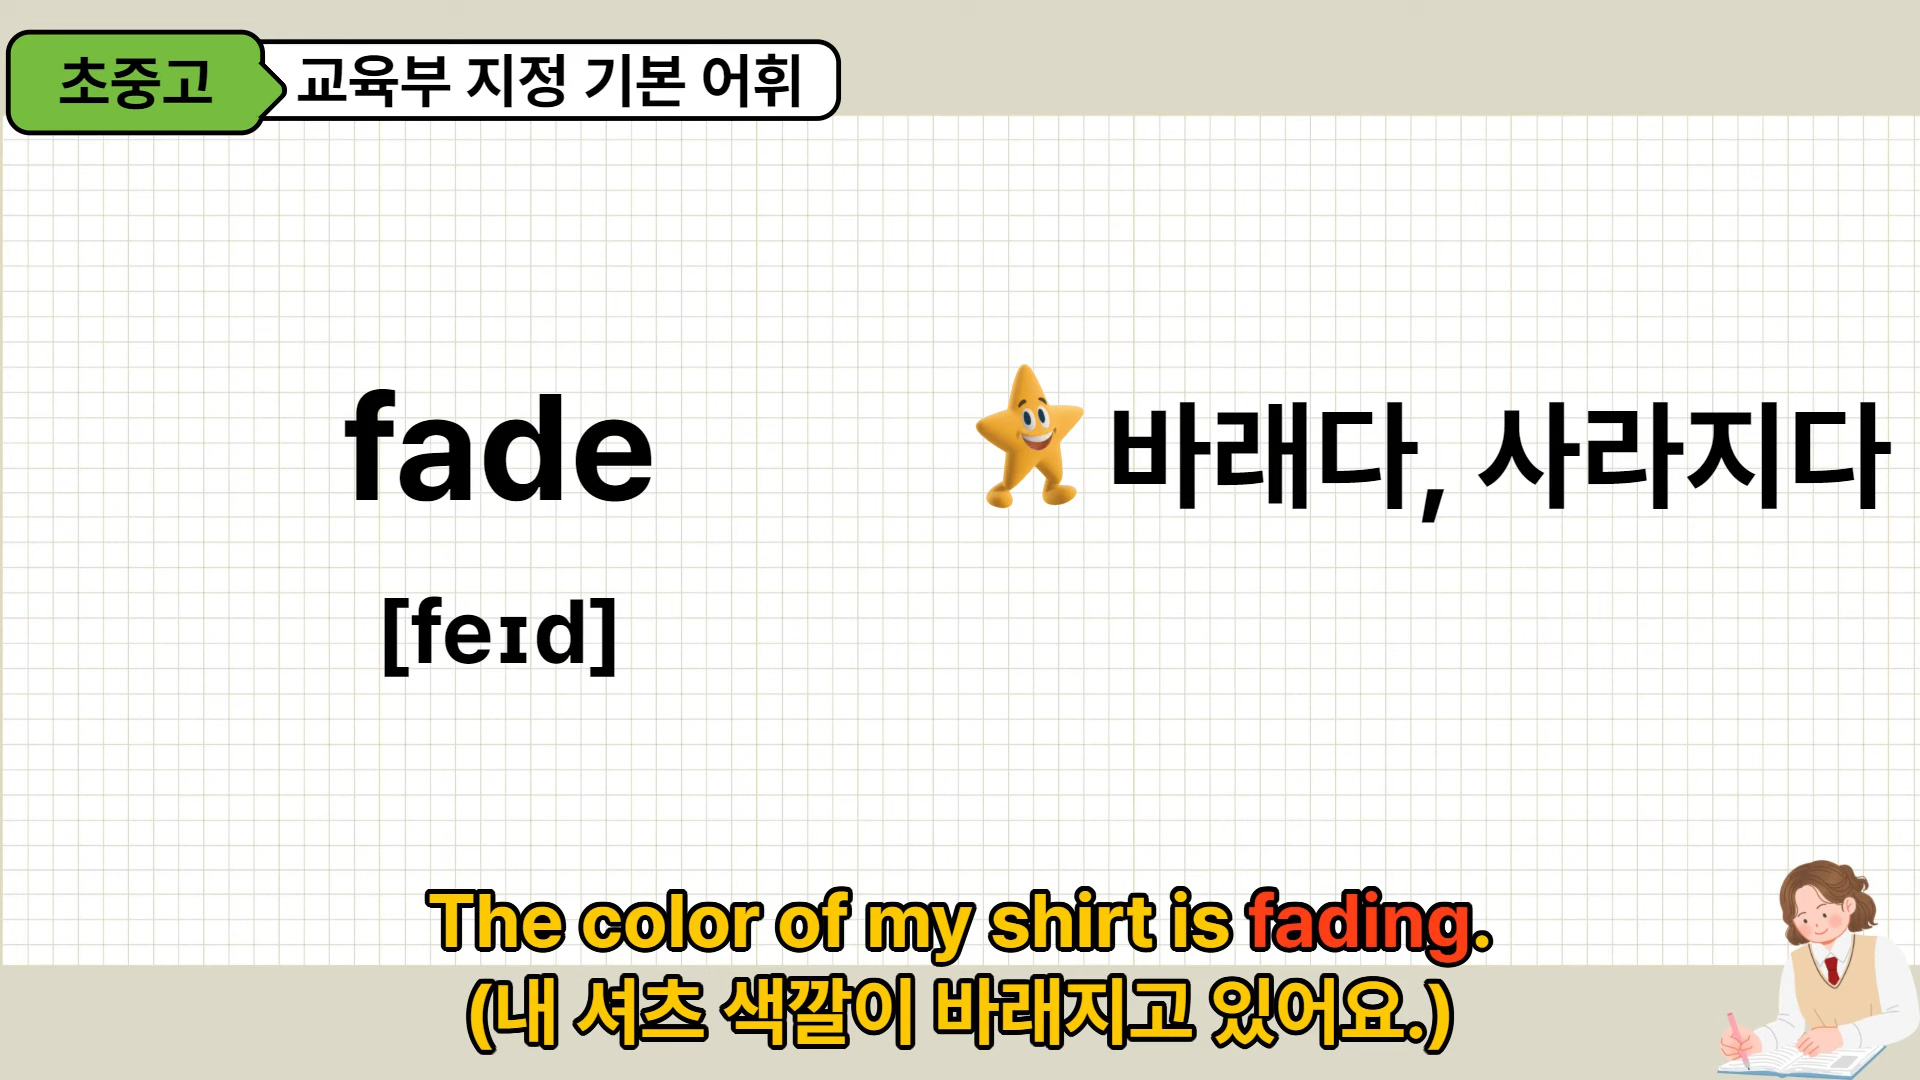 초중고
교육부 지정 기본 어휘
fade
바래다, 사라지다
[feɪd]
The color of my shirt is fading.
(내 셔츠 색깔이 바래지고 있어요.)